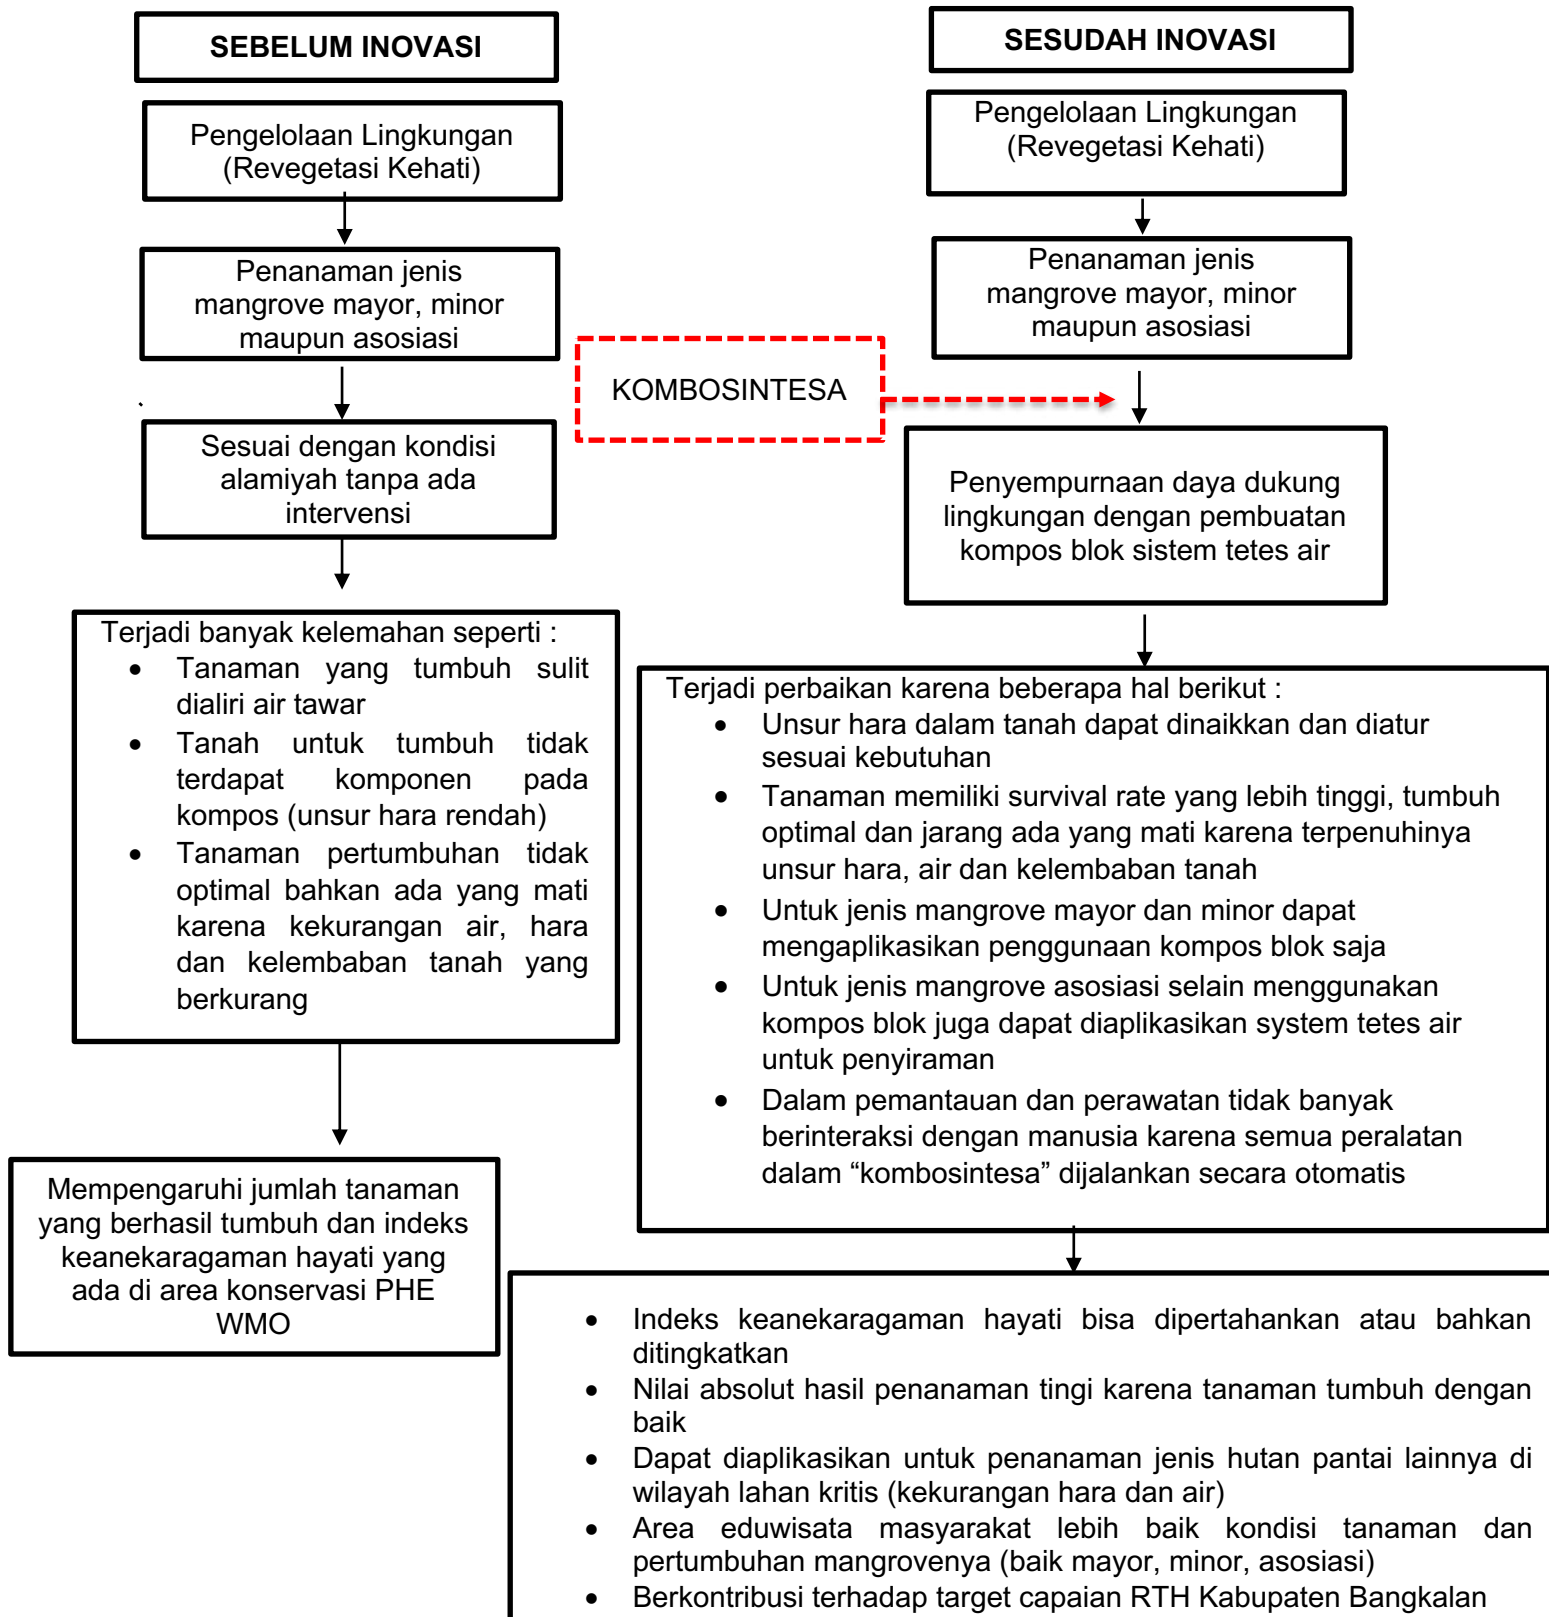 SEBELUM INOVASI
Pengelolaan Lingkungan
(Revegetasi Kehati)
Penanaman jenis
mangrove mayor, minor
maupun asosiasi
Sesuai dengan kondisi
alamiyah tanpa ada
intervensi
Terjadi banyak kelemahan seperti :
• Tanaman yang tumbuh sulit
dialiri air tawar
• Tanah untuk tumbuh tidak
terdapat komponen pada
kompos (unsur hara rendah)
• Tanaman pertumbuhan tidak
optimal bahkan ada yang mati
karena kekurangan air, hara
dan kelembaban tanah yang
berkurang
Mempengaruhi jumlah tanaman
yang berhasil tumbuh dan indeks
keanekaragaman hayati yang
ada di area konservasi PHE
WMO
KOMBOSINTESA
SESUDAH INOVASI
Pengelolaan Lingkungan
(Revegetasi Kehati)
Penanaman jenis
mangrove mayor, minor
maupun asosiasi
Penyempurnaan daya dukung
lingkungan dengan pembuatan
kompos blok sistem tetes air
Terjadi perbaikan karena beberapa hal berikut :
• Unsur hara dalam tanah dapat dinaikkan dan diatur
sesuai kebutuhan
• Tanaman memiliki survival rate yang lebih tinggi, tumbuh
optimal dan jarang ada yang mati karena terpenuhinya
unsur hara, air dan kelembaban tanah
• Untuk jenis mangrove mayor dan minor dapat
mengaplikasikan penggunaan kompos blok saja
• Untuk jenis mangrove asosiasi selain menggunakan
kompos blok juga dapat diaplikasikan system tetes air
untuk penyiraman
• Dalam pemantauan dan perawatan tidak banyak
berinteraksi dengan manusia karena semua peralatan
dalam “kombosintesa” dijalankan secara otomatis
• Indeks keanekaragaman hayati bisa dipertahankan atau bahkan
ditingkatkan
• Nilai absolut hasil penanaman tingi karena tanaman tumbuh dengan
baik
• Dapat diaplikasikan untuk penanaman jenis hutan pantai lainnya di
wilayah lahan kritis (kekurangan hara dan air)
• Area eduwisata masyarakat lebih baik kondisi tanaman dan
pertumbuhan mangrovenya (baik mayor, minor, asosiasi)
• Berkontribusi terhadap target capaian RTH Kabupaten Bangkalan